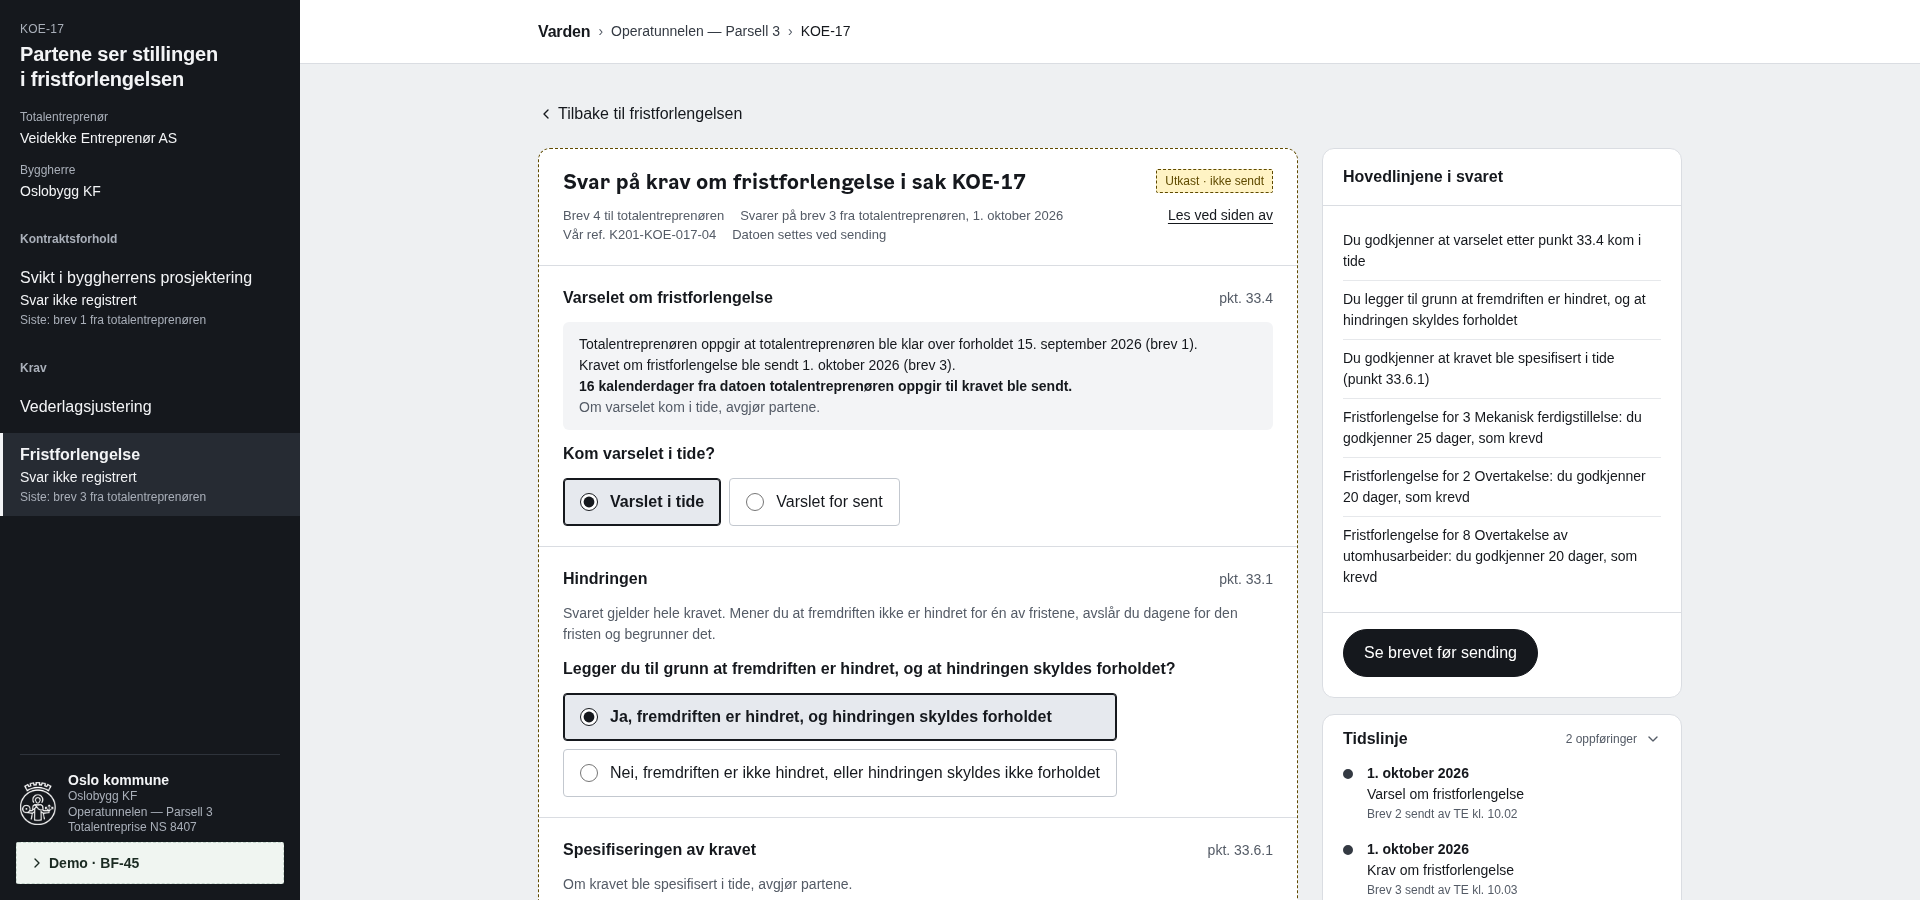 KOE-17
Partene ser stillingen
i fristforlengelsen
Totalentreprenør
Veidekke Entreprenør AS
Byggherre
Oslobygg KF
Kontraktsforhold
Svikt i byggherrens prosjektering
Svar ikke registrert
Siste: brev 1 fra totalentreprenøren
Krav
Vederlagsjustering
Fristforlengelse
Svar ikke registrert
Siste: brev 3 fra totalentreprenøren
Oslo kommune
Oslobygg KF
Operatunnelen — Parsell 3
Totalentreprise NS 8407
Demo · BF-45
Varden › Operatunnelen — Parsell 3 › KOE-17
Tilbake til fristforlengelsen
Svar på krav om fristforlengelse i sak KOE-17
Utkast · ikke sendt
Brev 4 til totalentreprenøren Svarer på brev 3 fra totalentreprenøren, 1. oktober 2026
Les ved siden av
Vår ref. K201-KOE-017-04 Datoen settes ved sending
Varselet om fristforlengelse
pkt. 33.4
Totalentreprenøren oppgir at totalentreprenøren ble klar over forholdet 15. september 2026 (brev 1).
Kravet om fristforlengelse ble sendt 1. oktober 2026 (brev 3).
16 kalenderdager fra datoen totalentreprenøren oppgir til kravet ble sendt.
Om varselet kom i tide, avgjør partene.
Kom varselet i tide?
Varslet i tide
Varslet for sent
Hindringen
pkt. 33.1
Svaret gjelder hele kravet. Mener du at fremdriften ikke er hindret for én av fristene, avslår du dagene for den
fristen og begrunner det.
Legger du til grunn at fremdriften er hindret, og at hindringen skyldes forholdet?
Ja, fremdriften er hindret, og hindringen skyldes forholdet
Nei, fremdriften er ikke hindret, eller hindringen skyldes ikke forholdet
Spesifiseringen av kravet
pkt. 33.6.1
Om kravet ble spesifisert i tide, avgjør partene.
Hovedlinjene i svaret
Du godkjenner at varselet etter punkt 33.4 kom i
tide
Du legger til grunn at fremdriften er hindret, og at
hindringen skyldes forholdet
Du godkjenner at kravet ble spesifisert i tide
(punkt 33.6.1)
Fristforlengelse for 3 Mekanisk ferdigstillelse: du
godkjenner 25 dager, som krevd
Fristforlengelse for 2 Overtakelse: du godkjenner
20 dager, som krevd
Fristforlengelse for 8 Overtakelse av
utomhusarbeider: du godkjenner 20 dager, som
krevd
Se brevet før sending
Tidslinje
2 oppføringer
1. oktober 2026
Varsel om fristforlengelse
Brev 2 sendt av TE kl. 10.02
1. oktober 2026
Krav om fristforlengelse
Brev 3 sendt av TE kl. 10.03